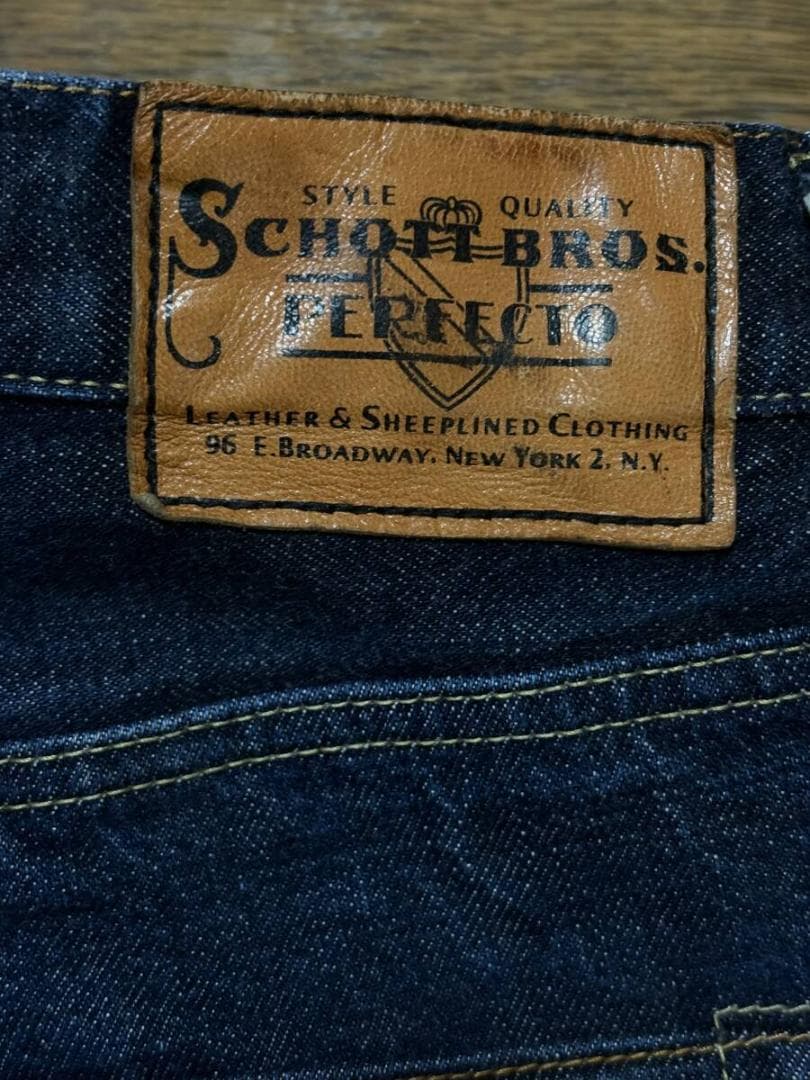 STYLE QUALITY
SCHOTT BROS.
PERFECTO
LEATHER & SHEEPLINED CLOTHING
96 E. BROADWAY, NEW YORK 2, N.Y.